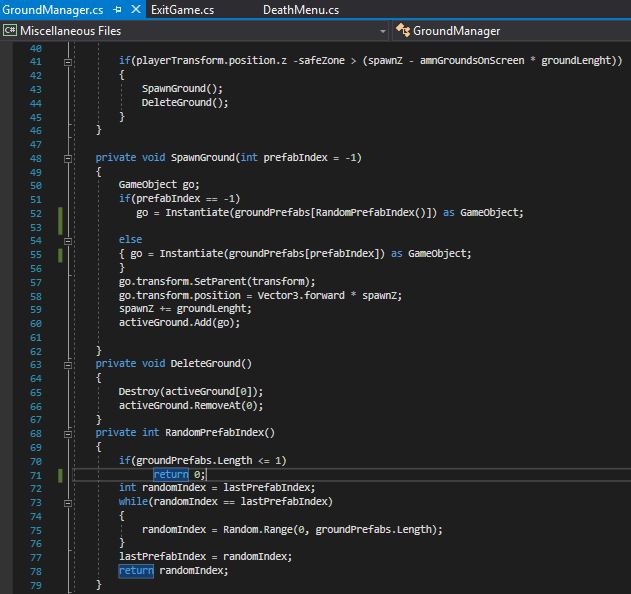 GroundManager.cs ExitGame.cs DeathMenu.cs
C# Miscellaneous Files GroundManager
40
41 if(playerTransform.position.z -safeZone > (spawnZ - amnGroundsOnScreen * groundLenght))
42 {
43 SpawnGround();
44 DeleteGround();
45 }
46 }
47
48 private void SpawnGround(int prefabIndex = -1)
49 {
50 GameObject go;
51 if(prefabIndex == -1)
52 go = Instantiate(groundPrefabs[RandomPrefabIndex()]) as GameObject;
53
54 else
55 { go = Instantiate(groundPrefabs[prefabIndex]) as GameObject;
56 }
57 go.transform.SetParent(transform);
58 go.transform.position = Vector3.forward * spawnZ;
59 spawnZ += groundLenght;
60 activeGround.Add(go);
61
62 }
63 private void DeleteGround()
64 {
65 Destroy(activeGround[0]);
66 activeGround.RemoveAt(0);
67 }
68 private int RandomPrefabIndex()
69 {
70 if(groundPrefabs.Length <= 1)
71 return 0;
72 int randomIndex = lastPrefabIndex;
73 while(randomIndex == lastPrefabIndex)
74 {
75 randomIndex = Random.Range(0, groundPrefabs.Length);
76 }
77 lastPrefabIndex = randomIndex;
78 return randomIndex;
79 }